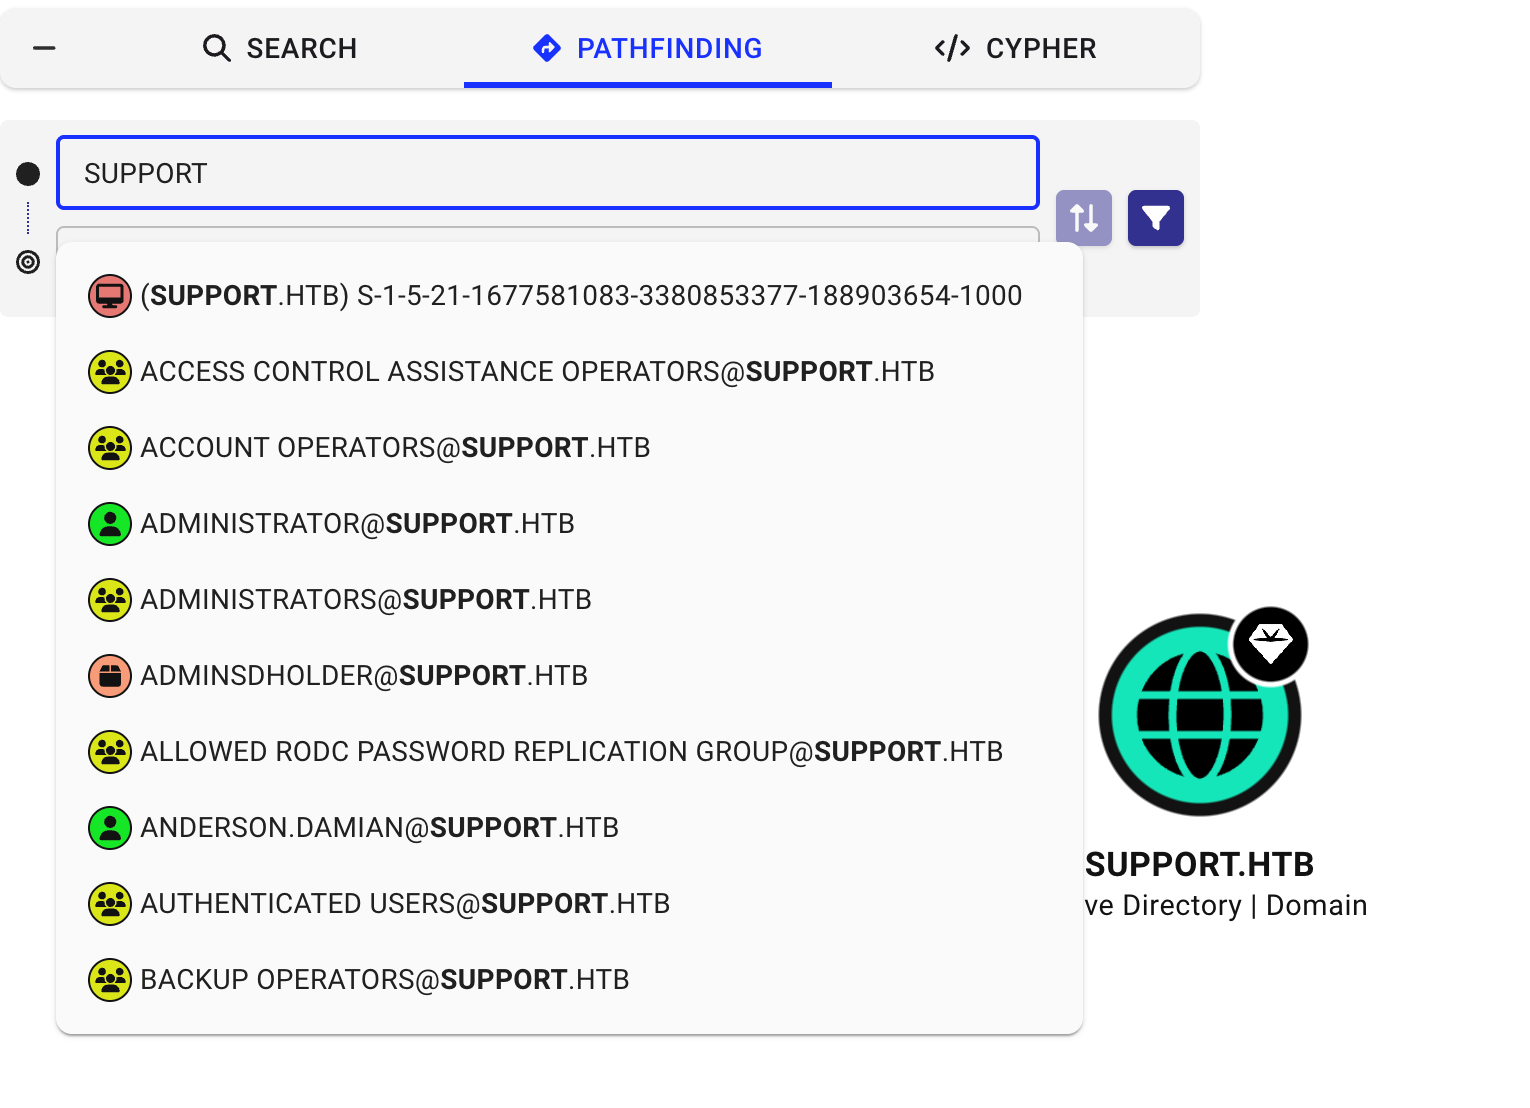 SEARCH
PATHFINDING
CYPHER
SUPPORT
(SUPPORT.HTB) S-1-5-21-1677581083-3380853377-188903654-1000
ACCESS CONTROL ASSISTANCE OPERATORS@SUPPORT.HTB
ACCOUNT OPERATORS@SUPPORT.HTB
ADMINISTRATOR@SUPPORT.HTB
ADMINISTRATORS@SUPPORT.HTB
ADMINSDHOLDER@SUPPORT.HTB
ALLOWED RODC PASSWORD REPLICATION GROUP@SUPPORT.HTB
ANDERSON.DAMIAN@SUPPORT.HTB
AUTHENTICATED USERS@SUPPORT.HTB
BACKUP OPERATORS@SUPPORT.HTB
SUPPORT.HTB
ve Directory | Domain